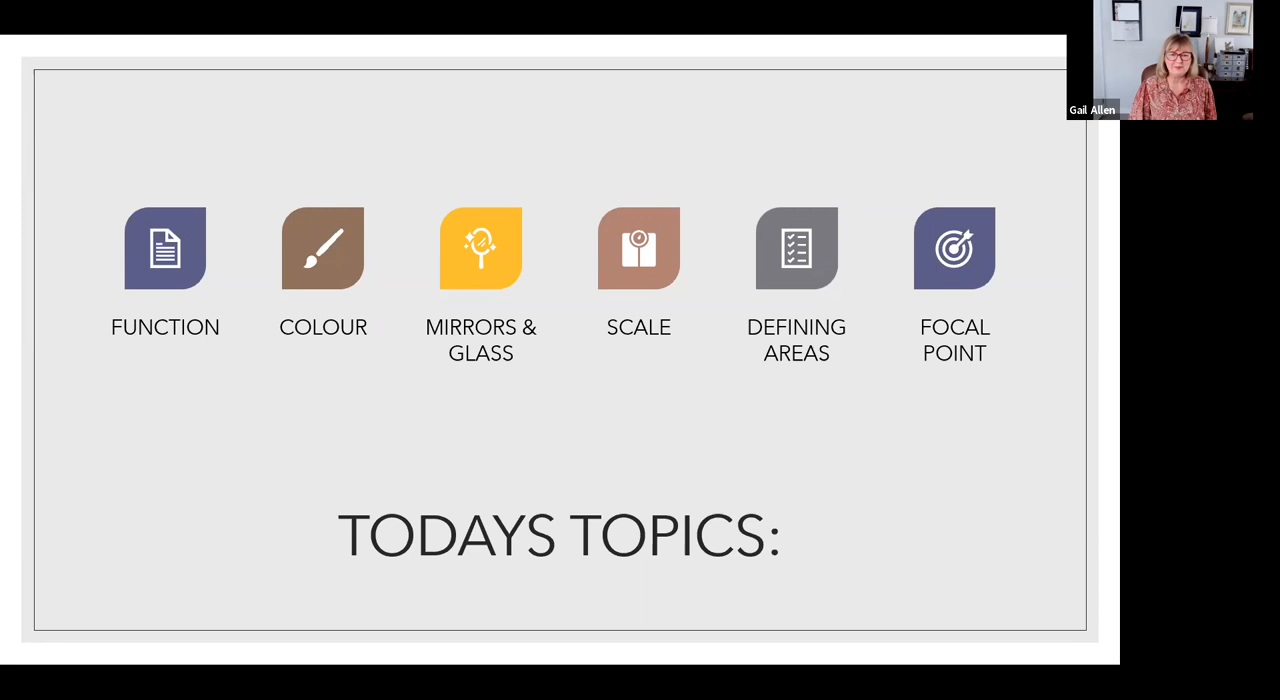 Gail Allen
FUNCTION
COLOUR
MIRRORS &
GLASS
SCALE
DEFINING
AREAS
FOCAL
POINT
TODAYS TOPICS: